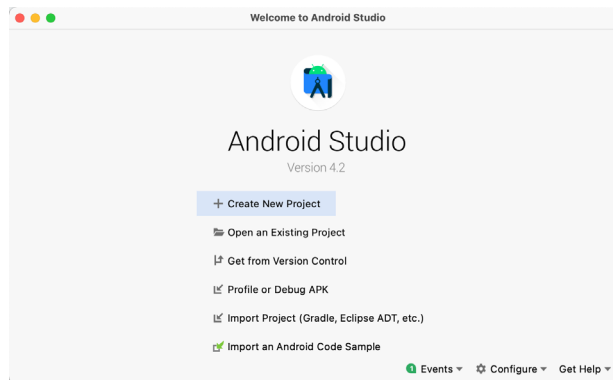 Welcome to Android Studio
Android Studio
Version 4.2
Create New Project
Open an Existing Project
Get from Version Control
Profile or Debug APK
Import Project (Gradle, Eclipse ADT, etc.)
Import an Android Code Sample
1 Events Configure Get Help